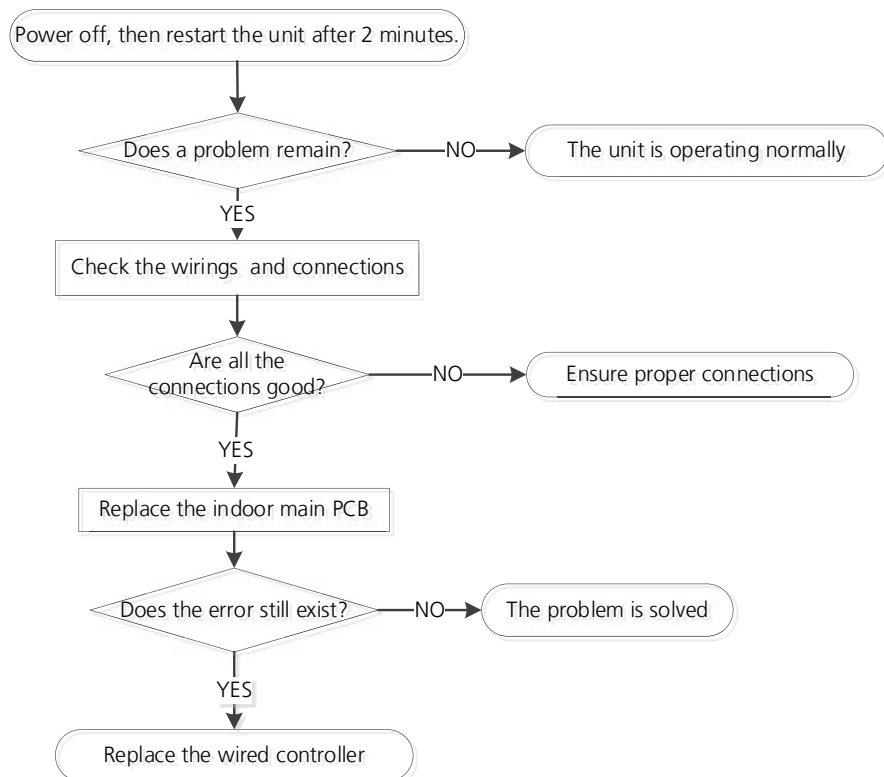 Power off, then restart the unit after 2 minutes.
Does a problem remain?
NO
The unit is operating normally
YES
Check the wirings and connections
Are all the
connections good?
NO
Ensure proper connections
YES
Replace the indoor main PCB
Does the error still exist?
NO
The problem is solved
YES
Replace the wired controller